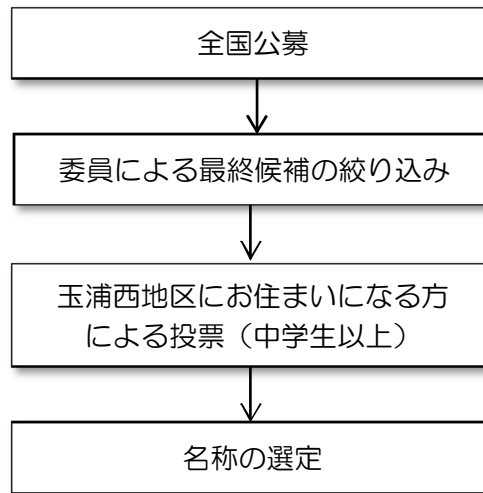 全国公募
委員による最終候補の絞り込み
玉浦西地区にお住まいになる方
による投票（中学生以上）
名称の選定